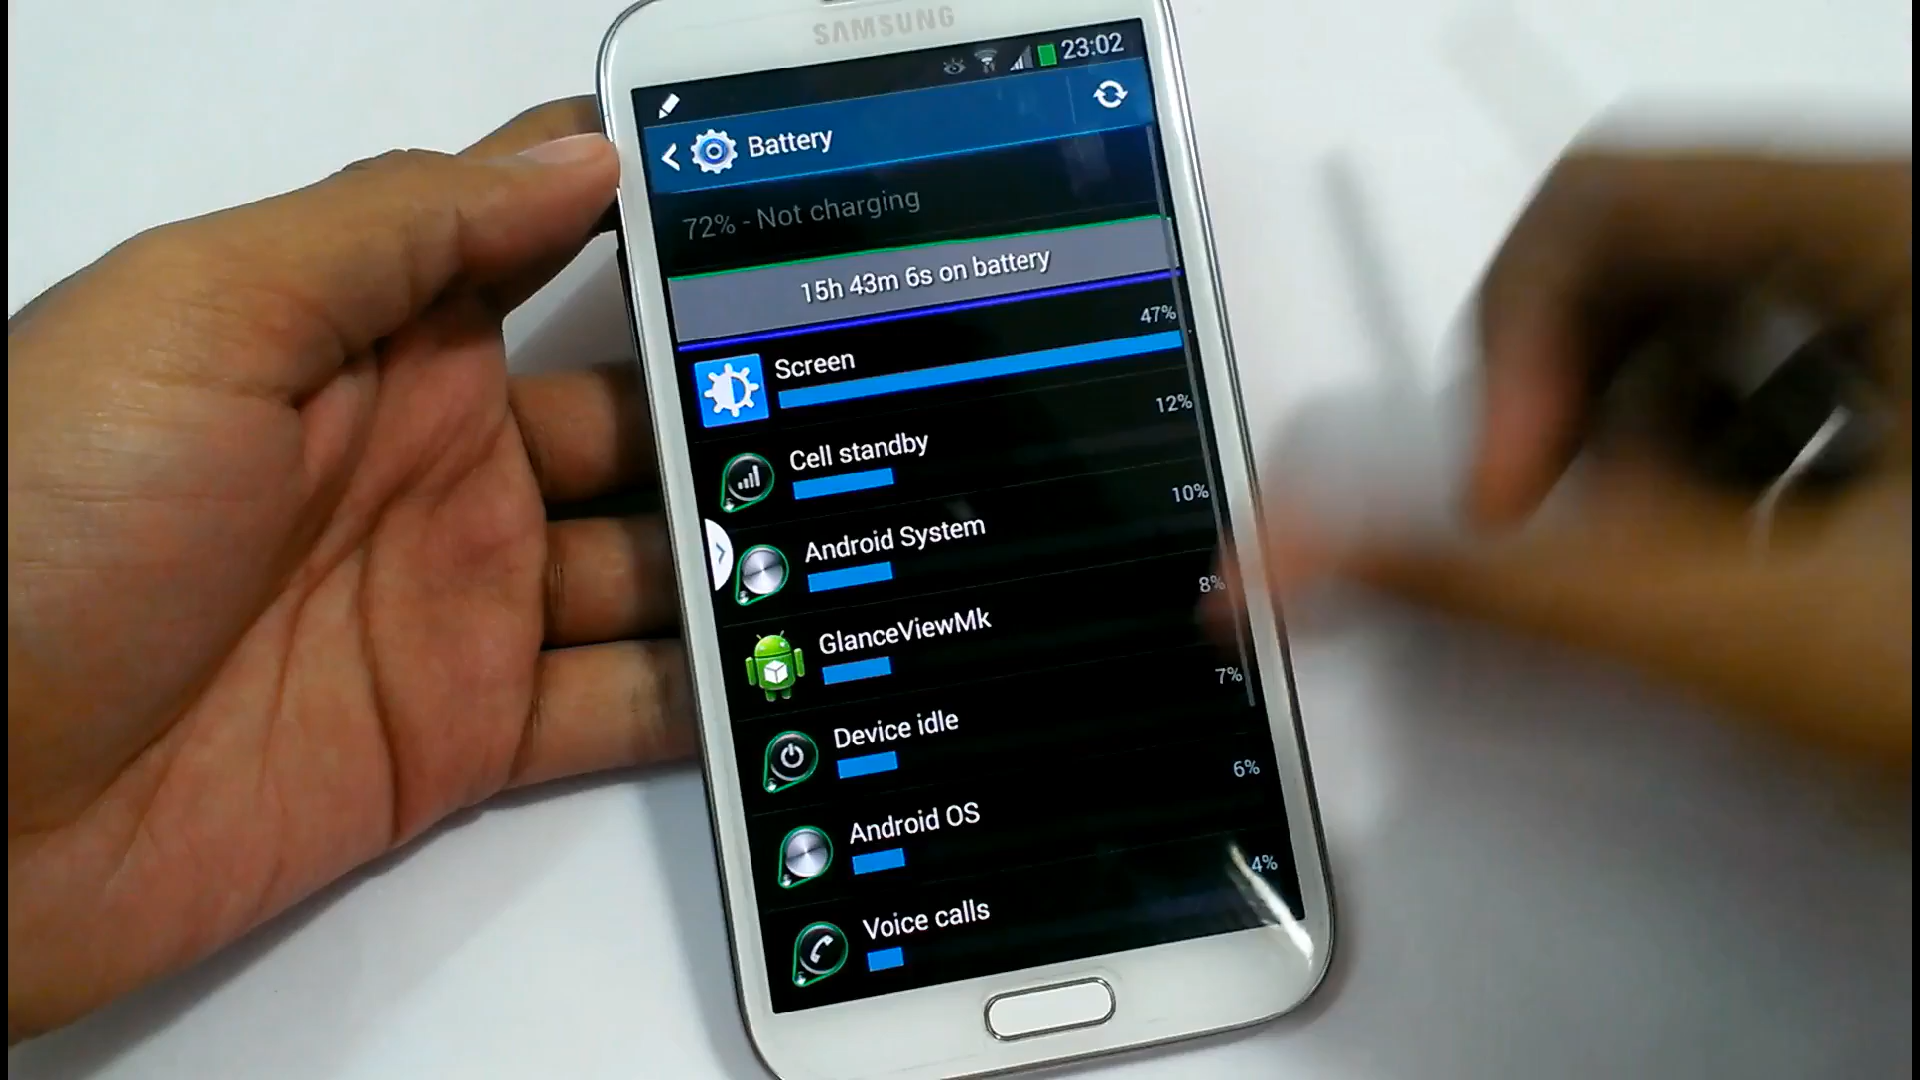 SAMSUNG
23:02
Battery
72% - Not charging
15h 43m 6s on battery
47%
Screen
12%
Cell standby
10%
Android System
8%
GlanceViewMk
7%
Device idle
6%
Android OS
4%
Voice calls